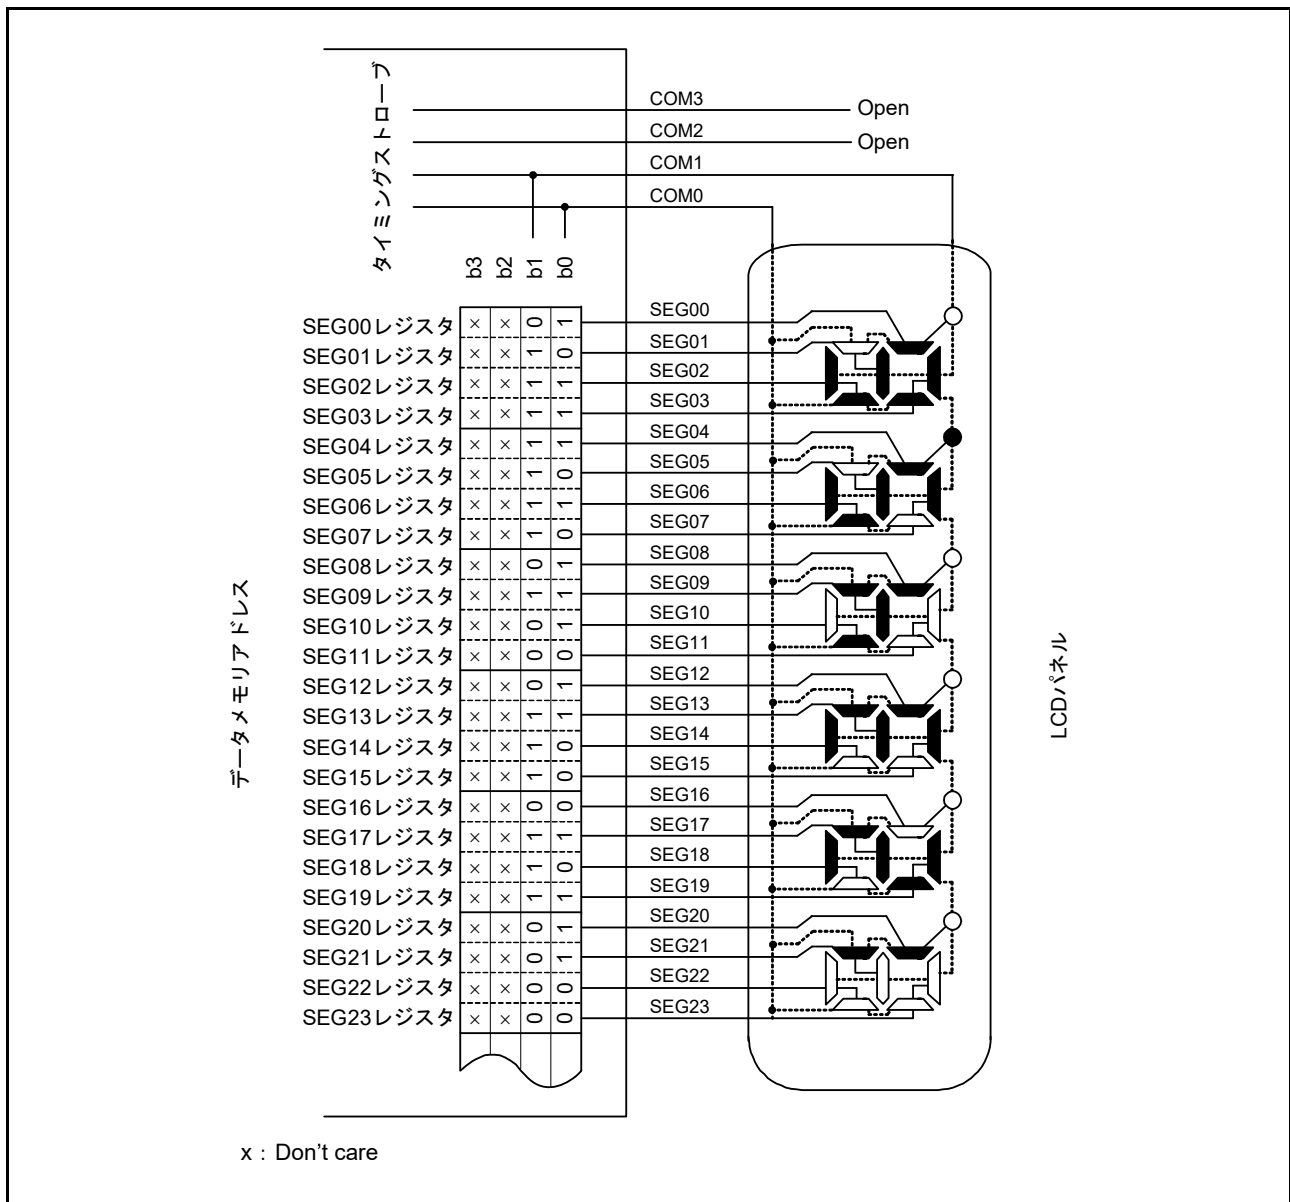 タイミングストローブ
COM3
Open
COM2
Open
COM1
COM0
b3 b2 b1 b0
データメモリアドレス
SEG00レジスタ × × 0 1 SEG00
SEG01レジスタ × × 1 0 SEG01
SEG02レジスタ × × 1 1 SEG02
SEG03レジスタ × × 1 1 SEG03
SEG04レジスタ × × 1 1 SEG04
SEG05レジスタ × × 1 0 SEG05
SEG06レジスタ × × 1 1 SEG06
SEG07レジスタ × × 1 0 SEG07
SEG08レジスタ × × 0 1 SEG08
SEG09レジスタ × × 1 1 SEG09
SEG10レジスタ × × 0 1 SEG10
SEG11レジスタ × × 0 0 SEG11
SEG12レジスタ × × 0 1 SEG12
SEG13レジスタ × × 1 1 SEG13
SEG14レジスタ × × 1 0 SEG14
SEG15レジスタ × × 1 0 SEG15
SEG16レジスタ × × 0 0 SEG16
SEG17レジスタ × × 1 1 SEG17
SEG18レジスタ × × 1 0 SEG18
SEG19レジスタ × × 1 1 SEG19
SEG20レジスタ × × 0 1 SEG20
SEG21レジスタ × × 0 1 SEG21
SEG22レジスタ × × 0 0 SEG22
SEG23レジスタ × × 0 0 SEG23
LCDパネル
x : Don't care